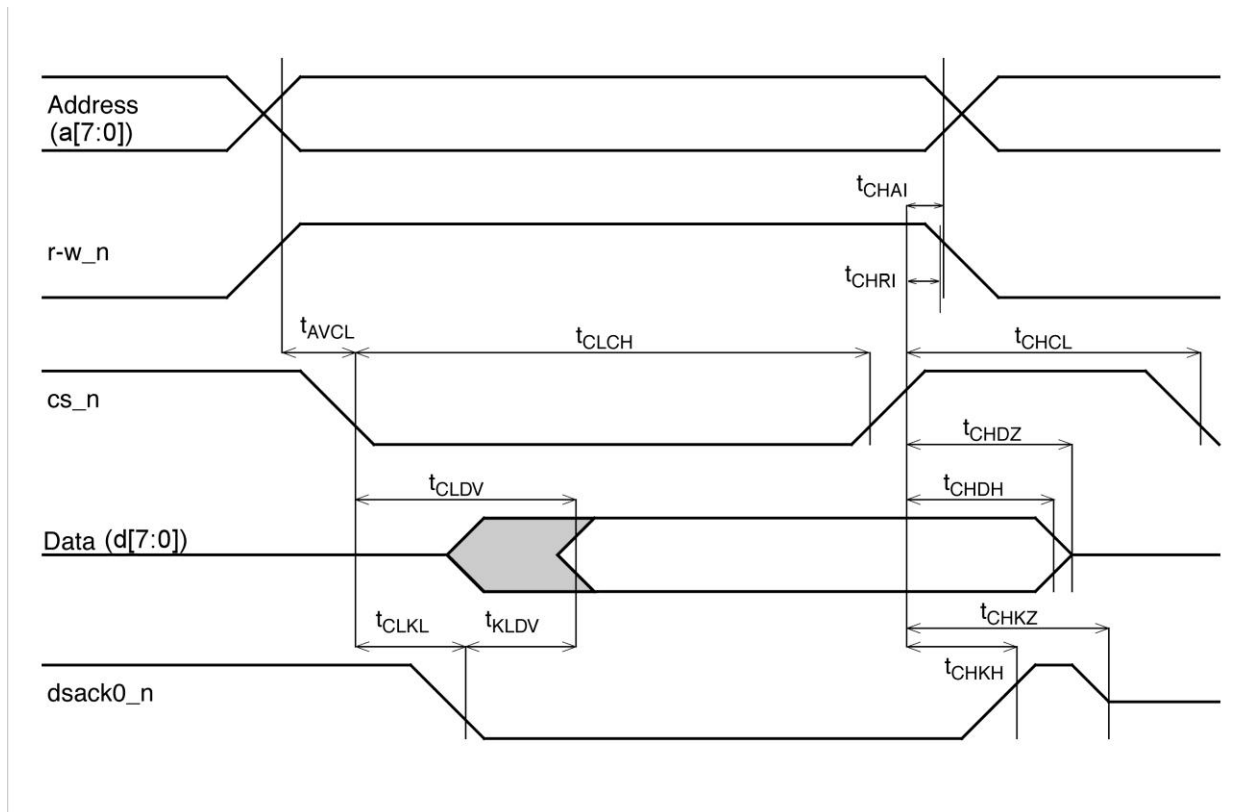 Address
(a[7:0])
tCHAI
r-w_n
tCHRI
tAVCL
tCLCH
tCHCL
cs_n
tCHDZ
tCLDV
tCHDH
Data (d[7:0])
tCLKL
tKLDV
tCHKZ
tCHKH
dsack0_n